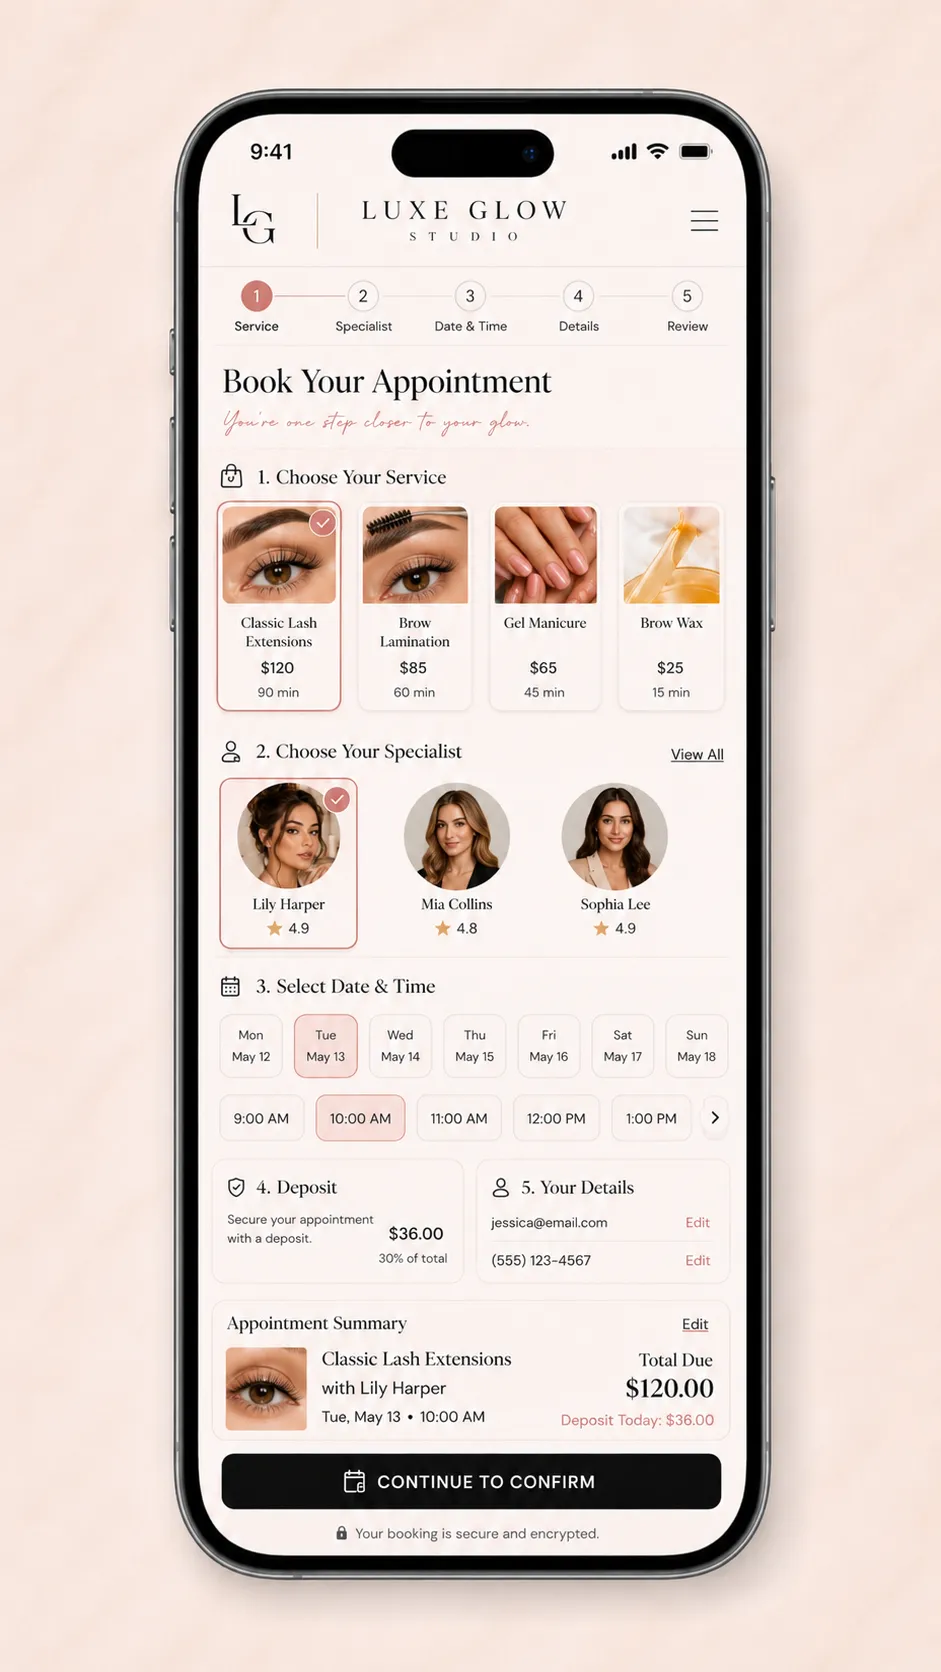 9:41
LG
LUXE GLOW
STUDIO
1 2 3 4 5
Service Specialist Date & Time Details Review
Book Your Appointment
You're one step closer to your glow.
1. Choose Your Service
Classic Lash
Extensions
$120
90 min
Brow
Lamination
$85
60 min
Gel Manicure
$65
45 min
Brow Wax
$25
15 min
2. Choose Your Specialist
View All
Lily Harper
4.9
Mia Collins
4.8
Sophia Lee
4.9
3. Select Date & Time
Mon
May 12
Tue
May 13
Wed
May 14
Thu
May 15
Fri
May 16
Sat
May 17
Sun
May 18
9:00 AM
10:00 AM
11:00 AM
12:00 PM
1:00 PM
4. Deposit
Secure your appointment
with a deposit.
$36.00
30% of total
5. Your Details
jessica@email.com Edit
(555) 123-4567 Edit
Appointment Summary
Edit
Classic Lash Extensions
with Lily Harper
Tue, May 13 • 10:00 AM
Total Due
$120.00
Deposit Today: $36.00
CONTINUE TO CONFIRM
Your booking is secure and encrypted.